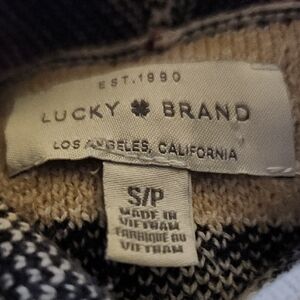 EST.1990
LUCKY ♣ BRAND
LOS ANGELES, CALIFORNIA
S/P
MADE IN
VIETNAM
FABRIQUÉ AU
VIETNAM